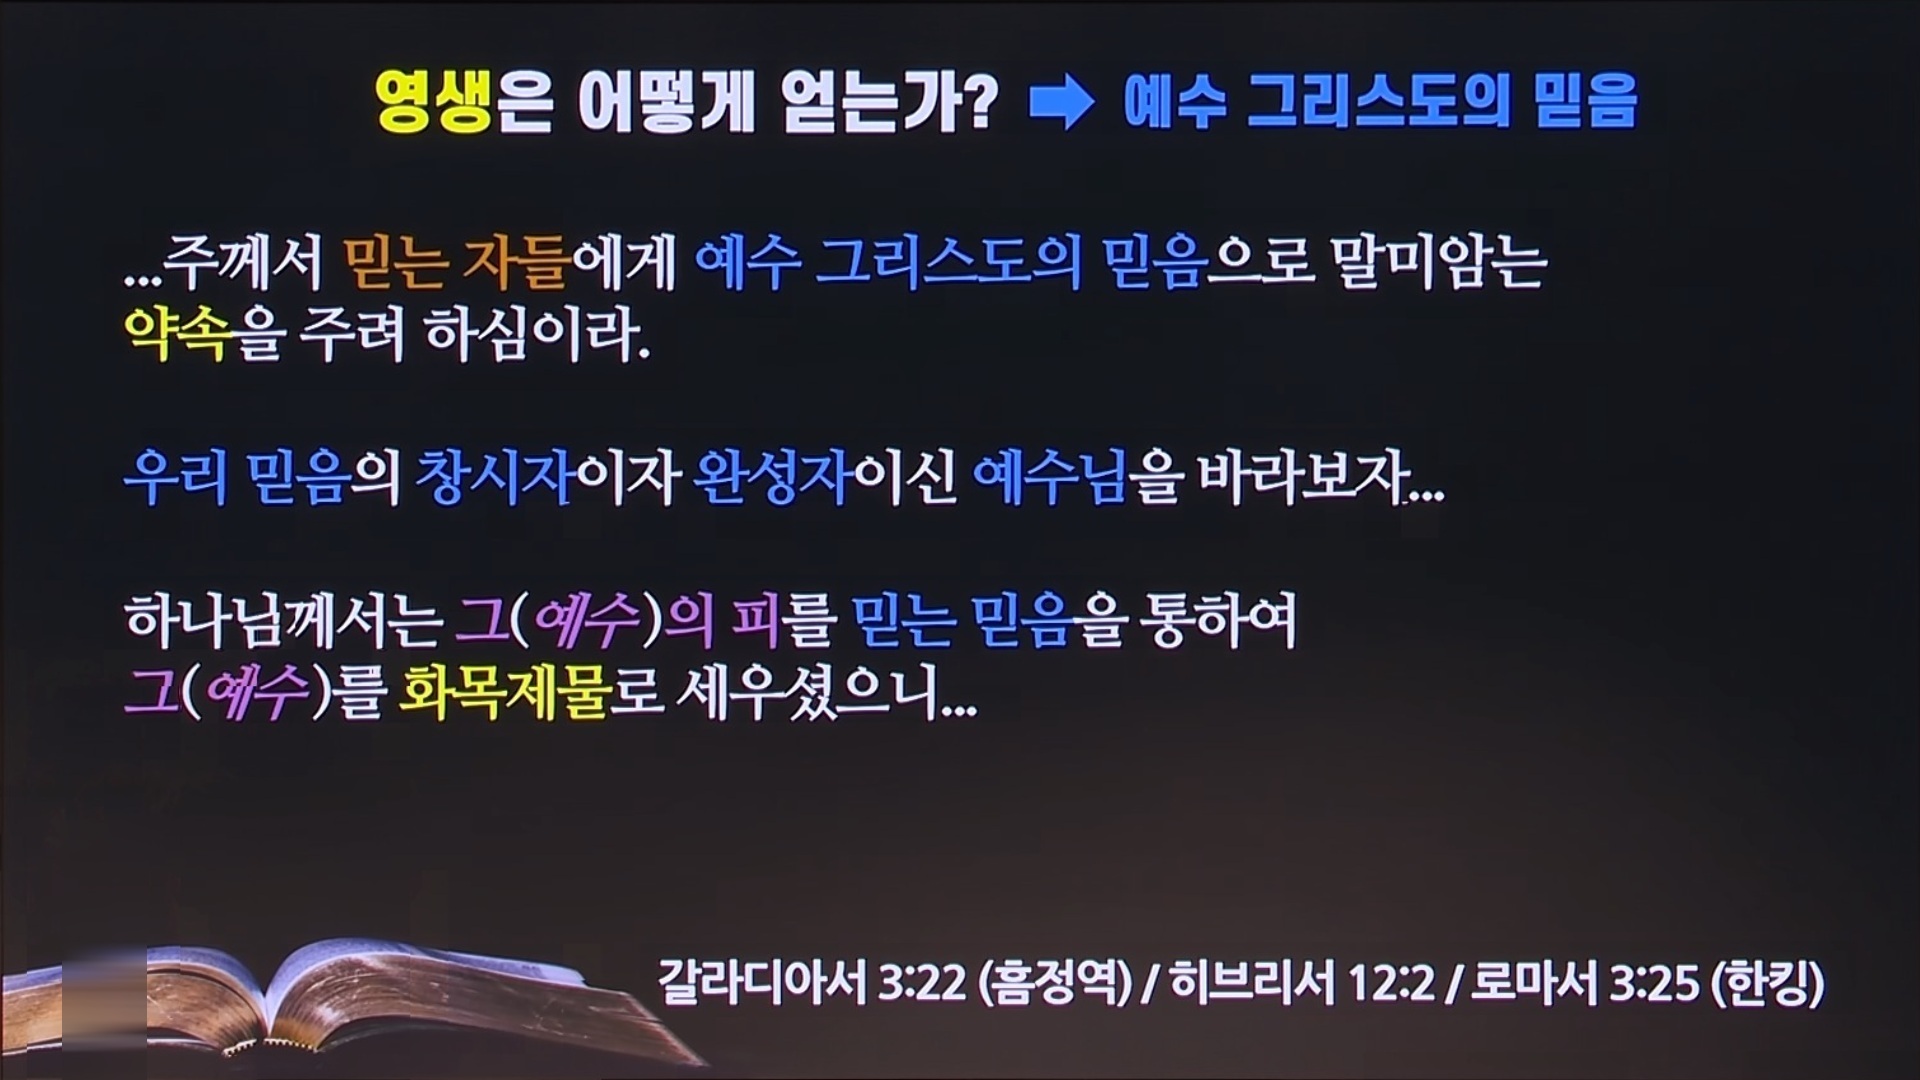 영생은 어떻게 얻는가? ➡ 예수 그리스도의 믿음
...주께서 믿는 자들에게 예수 그리스도의 믿음으로 말미암는
약속을 주려 하심이라.
우리 믿음의 창시자이자 완성자이신 예수님을 바라보자...
하나님께서는 그(예수)의 피를 믿는 믿음을 통하여
그(예수)를 화목제물로 세우셨으니...
갈라디아서 3:22 (흠정역) / 히브리서 12:2 / 로마서 3:25 (한킹)